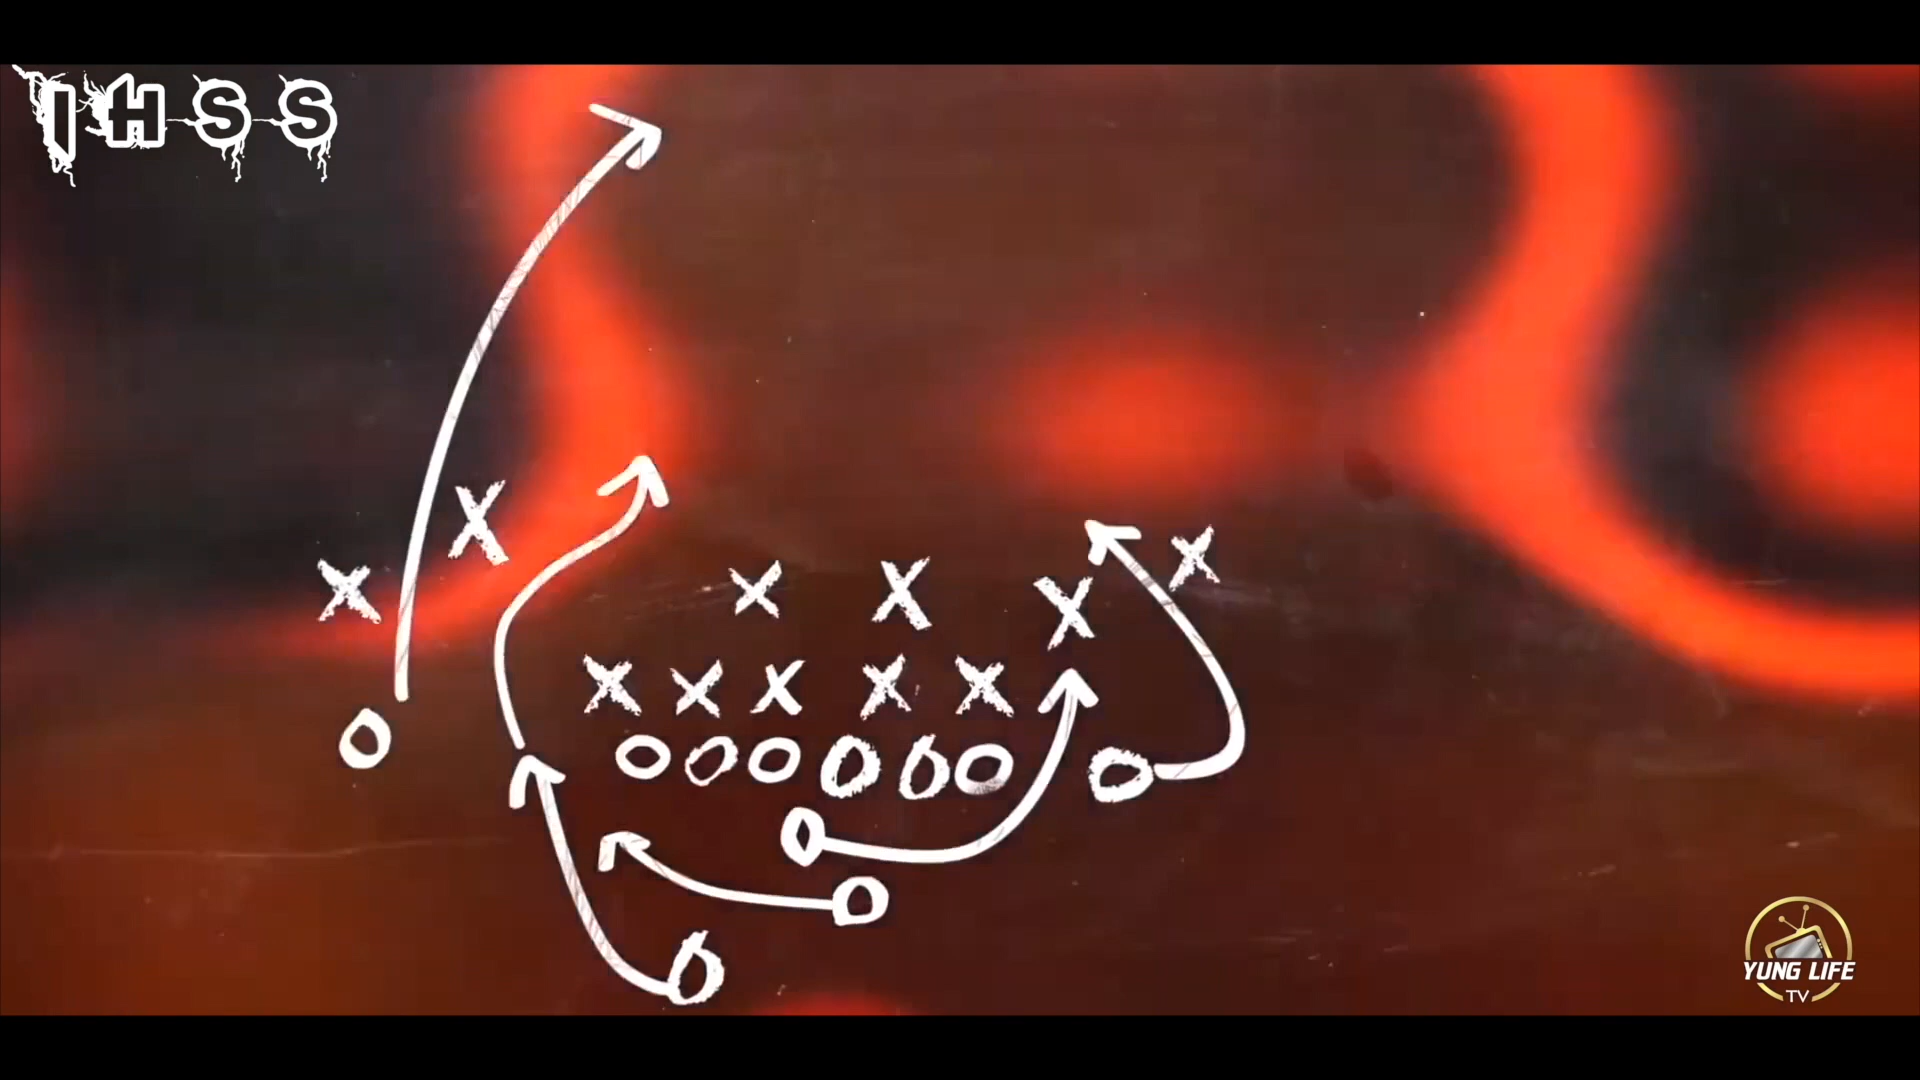 IHSS
X
X
X X X X
X X X X X
O O O O O O O O
O
O
O
YUNG LIFE
TV